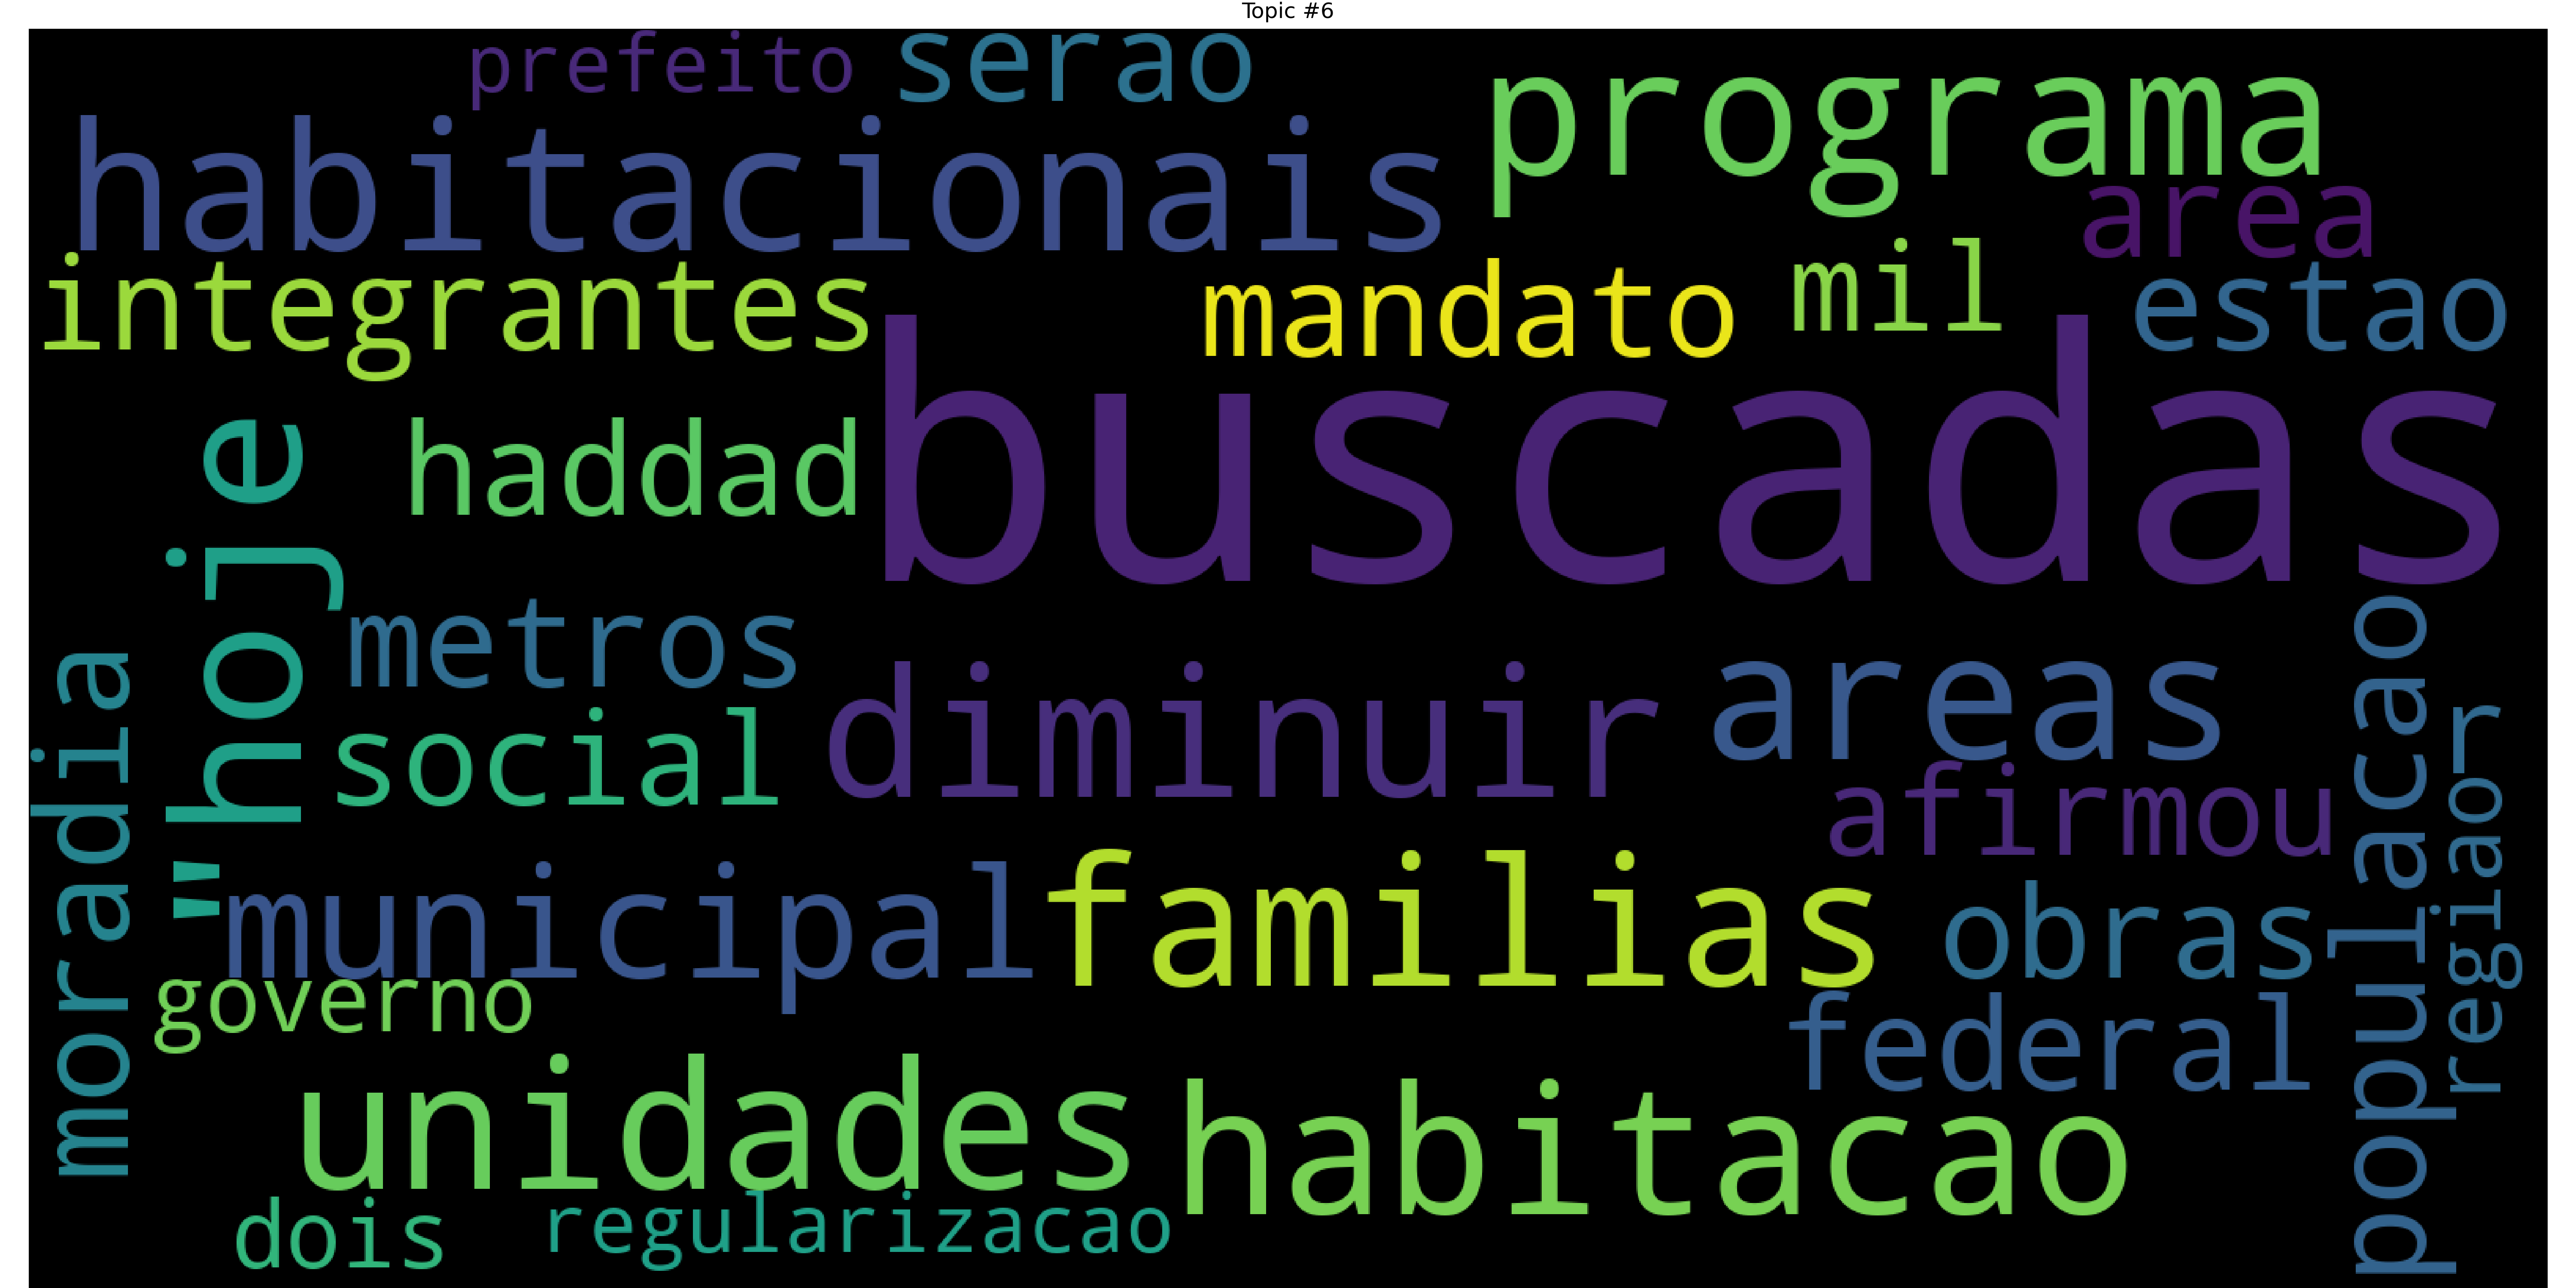 Topic #6
prefeito
serao
programa
habitacionais
area
integrantes
mandato
mil
estao
buscadas
haddad
"hoje
metros
diminuir
areas
social
afirmou
moradia
municipal
familias
obras
populacao
regiaor
governo
federal
unidades
habitacao
dois
regularizacao